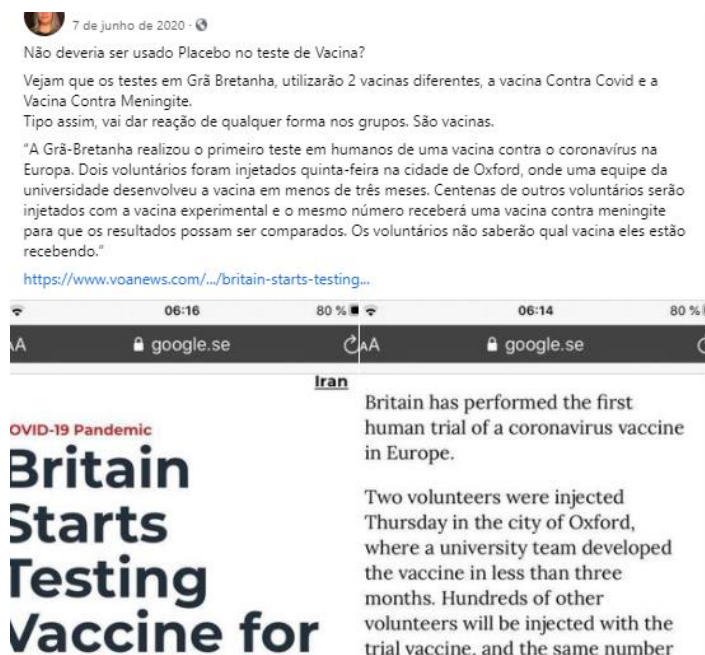 7 de junho de 2020 ·
Não deveria ser usado Placebo no teste de Vacina?
Vejam que os testes em Grã Bretanha, utilizarão 2 vacinas diferentes, a vacina Contra Covid e a
Vacina Contra Meningite.
Tipo assim, vai dar reação de qualquer forma nos grupos. São vacinas.
"A Grã-Bretanha realizou o primeiro teste em humanos de uma vacina contra o coronavírus na
Europa. Dois voluntários foram injetados quinta-feira na cidade de Oxford, onde uma equipe da
universidade desenvolveu a vacina em menos de três meses. Centenas de outros voluntários serão
injetados com a vacina experimental e o mesmo número receberá uma vacina contra meningite
para que os resultados possam ser comparados. Os voluntários não saberão qual vacina eles estão
recebendo."
https://www.voanews.com/.../britain-starts-testing...
06:16 80 %
AA google.se
Iran
OVID-19 Pandemic
Britain
Starts
Testing
Vaccine for
06:14 80 %
AA google.se
Britain has performed the first
human trial of a coronavirus vaccine
in Europe.
Two volunteers were injected
Thursday in the city of Oxford,
where a university team developed
the vaccine in less than three
months. Hundreds of other
volunteers will be injected with the
trial vaccine, and the same number